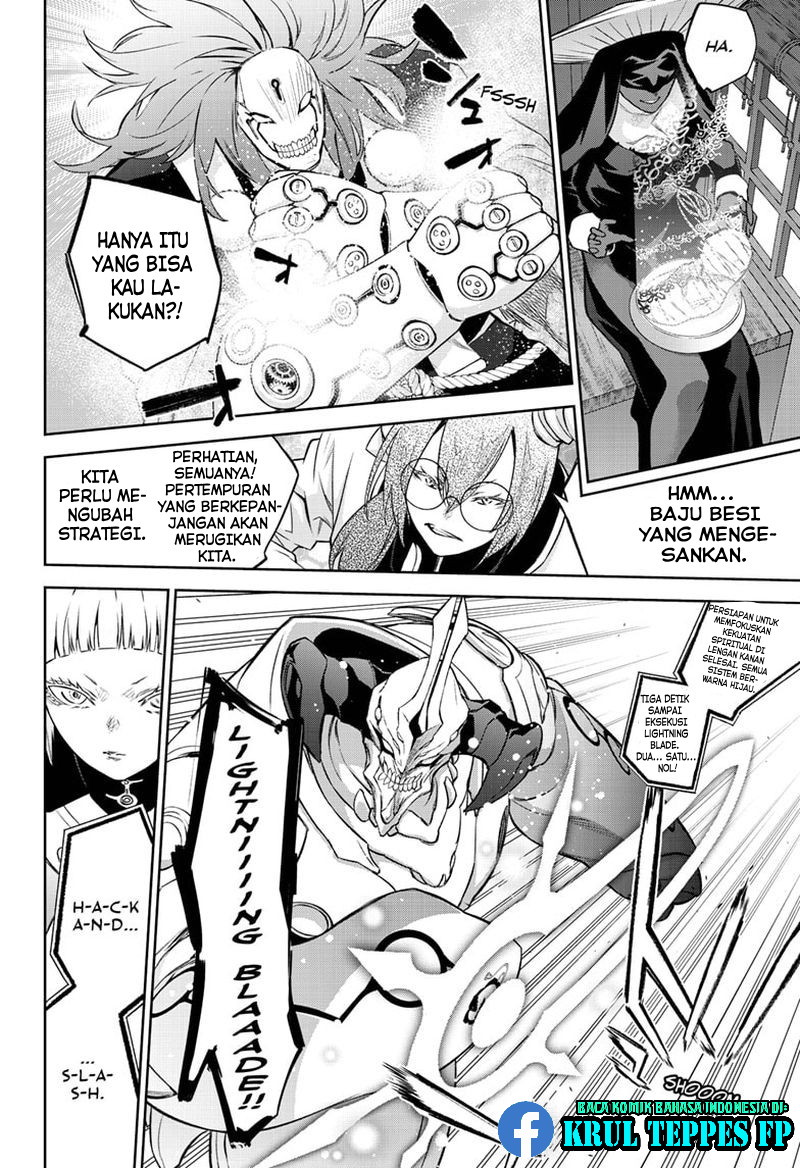 HA.
FSSSH
HANYA ITU
YANG BISA
KAU LA-
KUKAN?!
HMM...
BAJU BESI
YANG MENGE-
SANKAN.
PERHATIAN,
SEMUANYA!
PERTEMPURAN
YANG BERKEPAN-
JANGAN AKAN
MERUGIKAN
KITA.
KITA
PERLU ME-
NGUBAH
STRATEGI.
PERSIAPAN UNTUK
MEMFOKUSKAN
KEKUATAN
SPIRITUAL DI
LENGAN KANAN
SELESAI. SEMUA
SISTEM BER-
WARNA HIJAU.
TIGA DETIK
SAMPAI
EKSEKUSI
LIGHTNING
BLADE.
DUA... SATU...
NOL!
LIGHTNIIIING BLAAADE!!
SHOOOM
H-A-C-K
A-N-D...
...
S-L-A-
S-H.
BACA KOMIK BAHASA INDONESIA DI:
f KRUL TEPPES FP